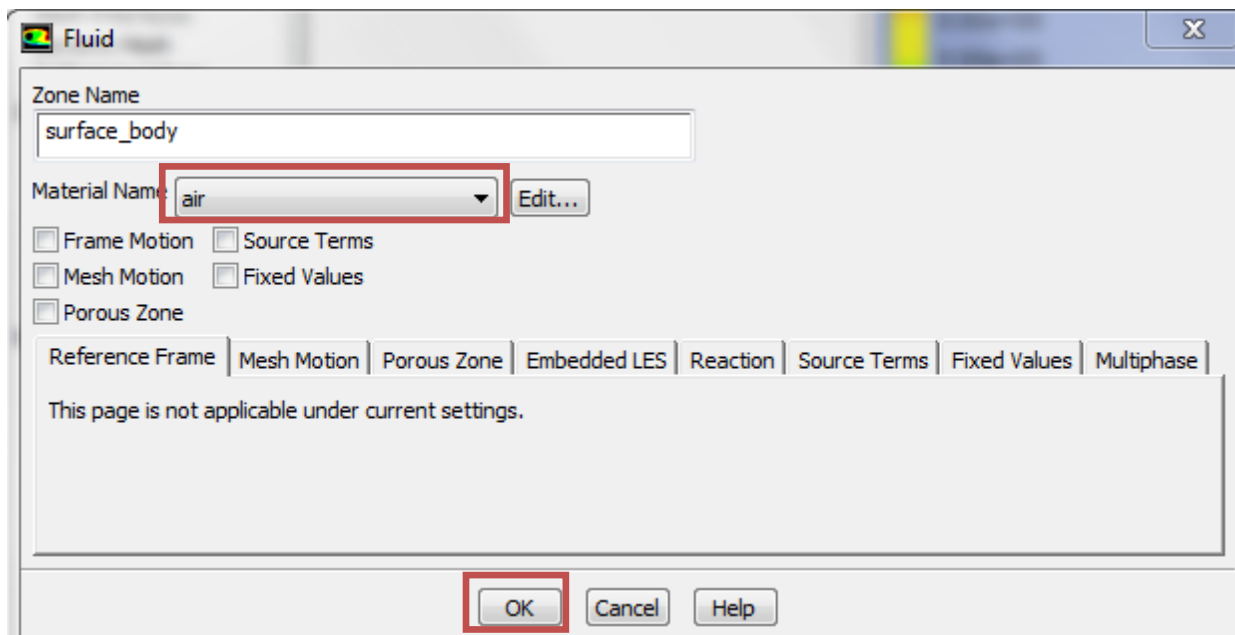 Fluid
Zone Name
surface_body
Material Name air Edit...
Frame Motion Source Terms
Mesh Motion Fixed Values
Porous Zone
Reference Frame Mesh Motion Porous Zone Embedded LES Reaction Source Terms Fixed Values Multiphase
This page is not applicable under current settings.
OK Cancel Help